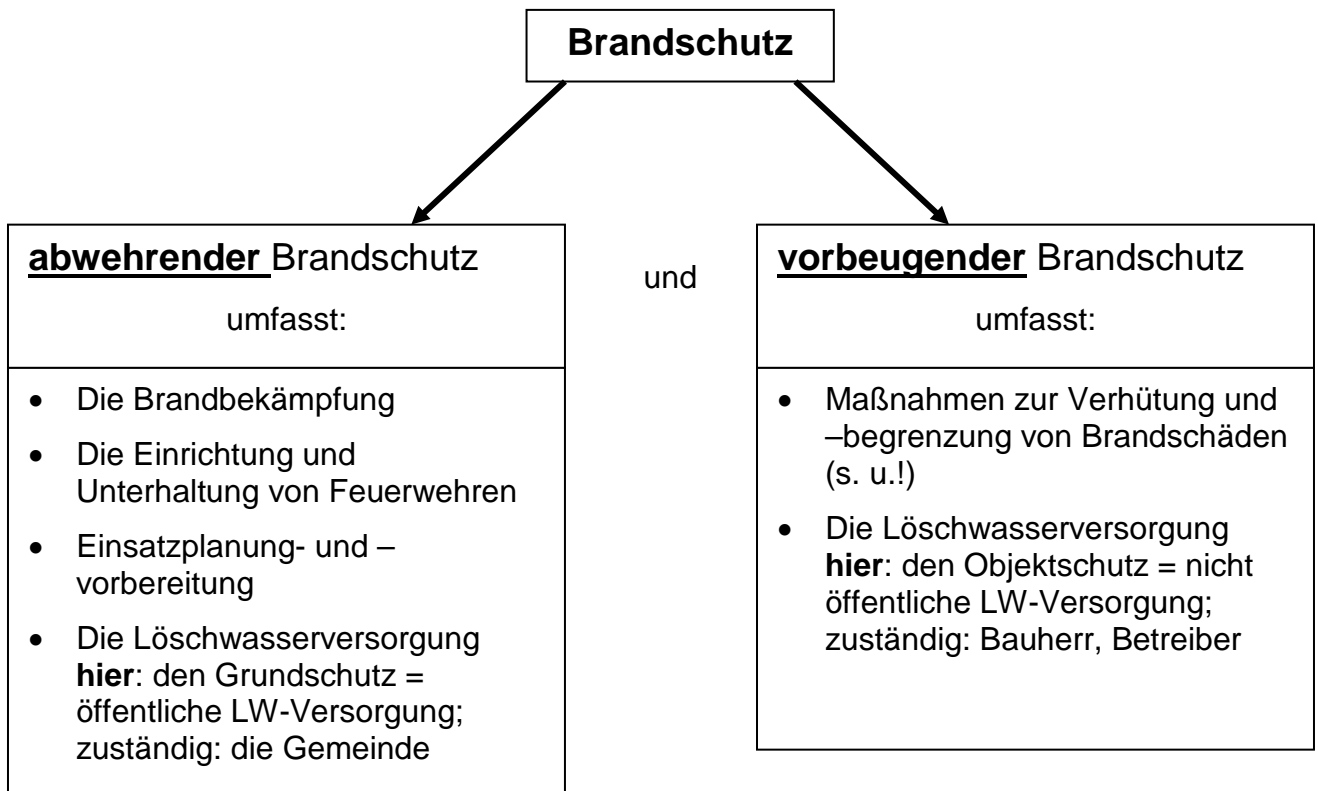 Brandschutz
abwehrender Brandschutz
umfasst:
• Die Brandbekämpfung
• Die Einrichtung und
Unterhaltung von Feuerwehren
• Einsatzplanung- und –
vorbereitung
• Die Löschwasserversorgung
hier: den Grundschutz =
öffentliche LW-Versorgung;
zuständig: die Gemeinde
und
vorbeugender Brandschutz
umfasst:
• Maßnahmen zur Verhütung und
–begrenzung von Brandschäden
(s. u.!)
• Die Löschwasserversorgung
hier: den Objektschutz = nicht
öffentliche LW-Versorgung;
zuständig: Bauherr, Betreiber